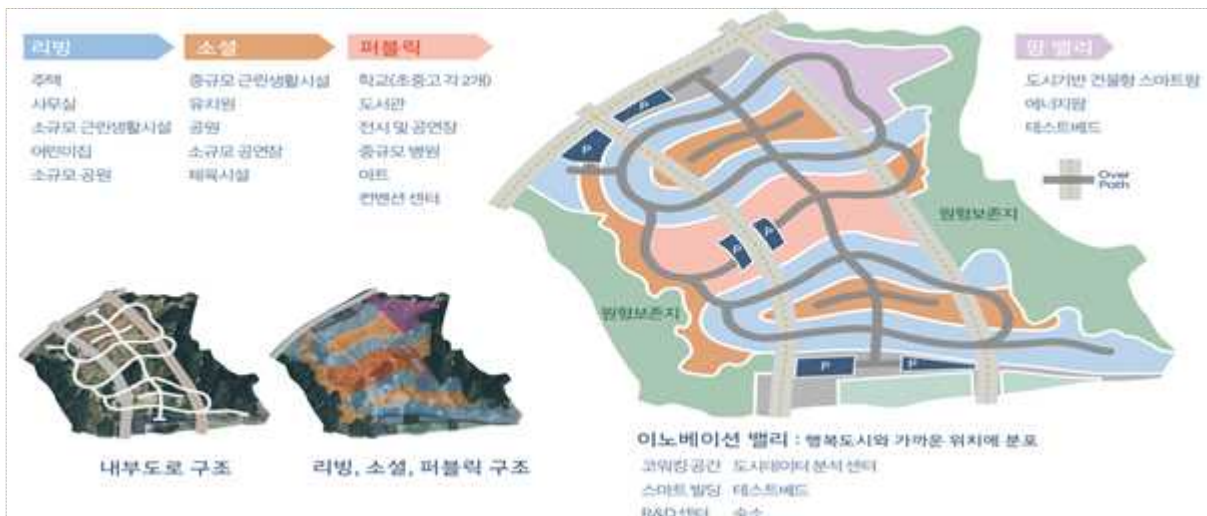 리빙
주택
사무실
소규모 근린생활시설
어린이집
소규모 공원
소셜
중규모 근린생활시설
유치원
공원
소규모 공연장
체육시설
퍼블릭
학교(초중고 각 2개)
도서관
전시 및 공연장
중규모 병원
마트
컨벤션 센터
팜 밸리
도시기반 건물형 스마트팜
에너지팜
테스트베드
Over
Path
P
P
P
P
P
P
원형보존지
원형보존지
내부도로 구조
리빙, 소셜, 퍼블릭 구조
이노베이션 밸리 : 행복도시와 가까운 위치에 분포
코워킹 공간 도시데이터 분석 센터
스마트 빌딩 테스트베드
R&D 센터 숙소